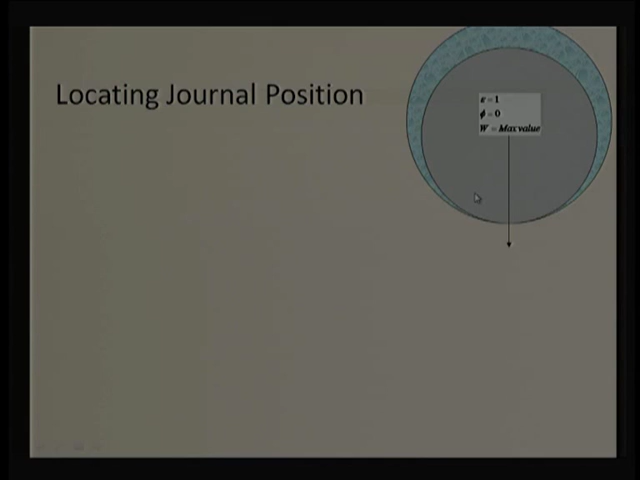 Locating Journal Position
ε = 1
ϕ = 0
W = Max value